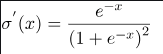 σ′(x) = e^{-x} / (1 + e^{-x})^2